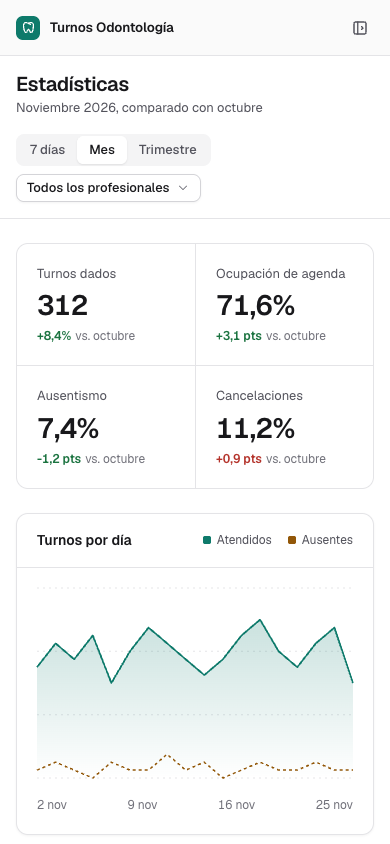 Turnos Odontología
Estadísticas
Noviembre 2026, comparado con octubre
7 días
Mes
Trimestre
Todos los profesionales
Turnos dados
312
+8,4% vs. octubre
Ocupación de agenda
71,6%
+3,1 pts vs. octubre
Ausentismo
7,4%
-1,2 pts vs. octubre
Cancelaciones
11,2%
+0,9 pts vs. octubre
Turnos por día
Atendidos
Ausentes
2 nov
9 nov
16 nov
25 nov